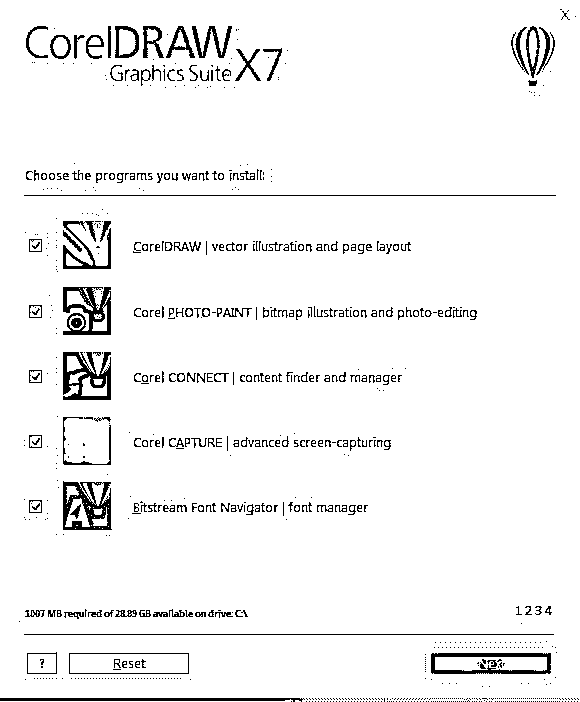 X
CorelDRAW
Graphics Suite X7
Choose the programs you want to install:
CorelDRAW | vector illustration and page layout
Corel PHOTO-PAINT | bitmap illustration and photo-editing
Corel CONNECT | content finder and manager
Corel CAPTURE | advanced screen-capturing
Bitstream Font Navigator | font manager
1007 MB required of 28.89 GB available on drive: C:\
1 2 3 4
? Reset Next